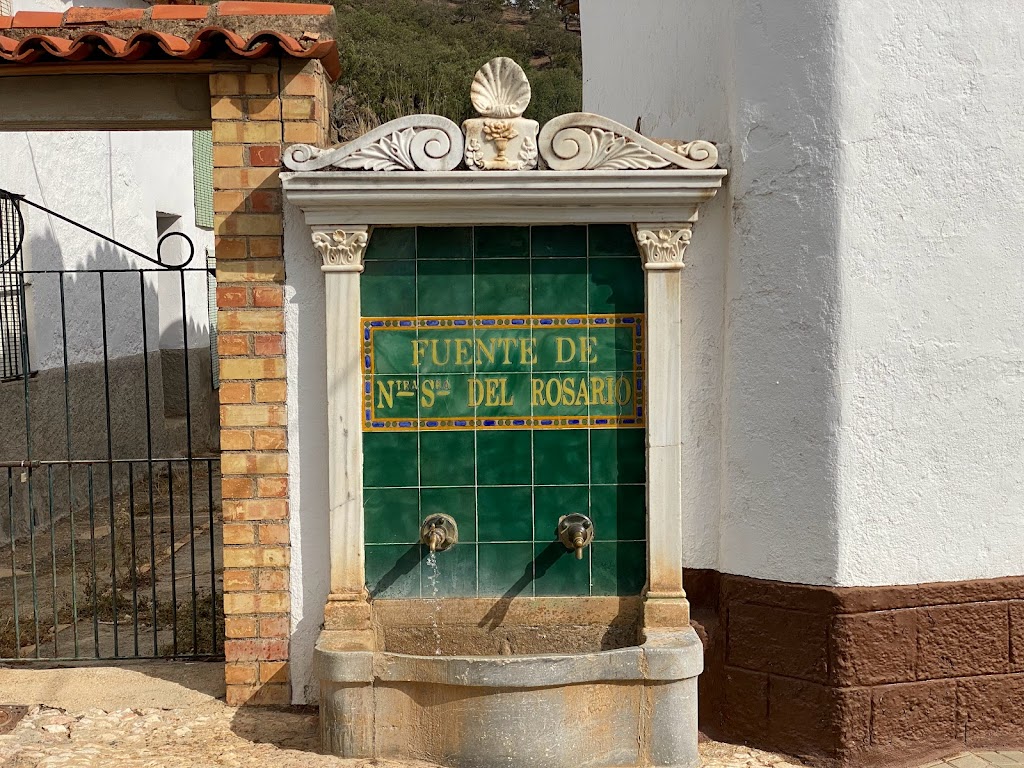 FUENTE DE
Nᵗʳᵃ Sʳᵃ DEL ROSARIO